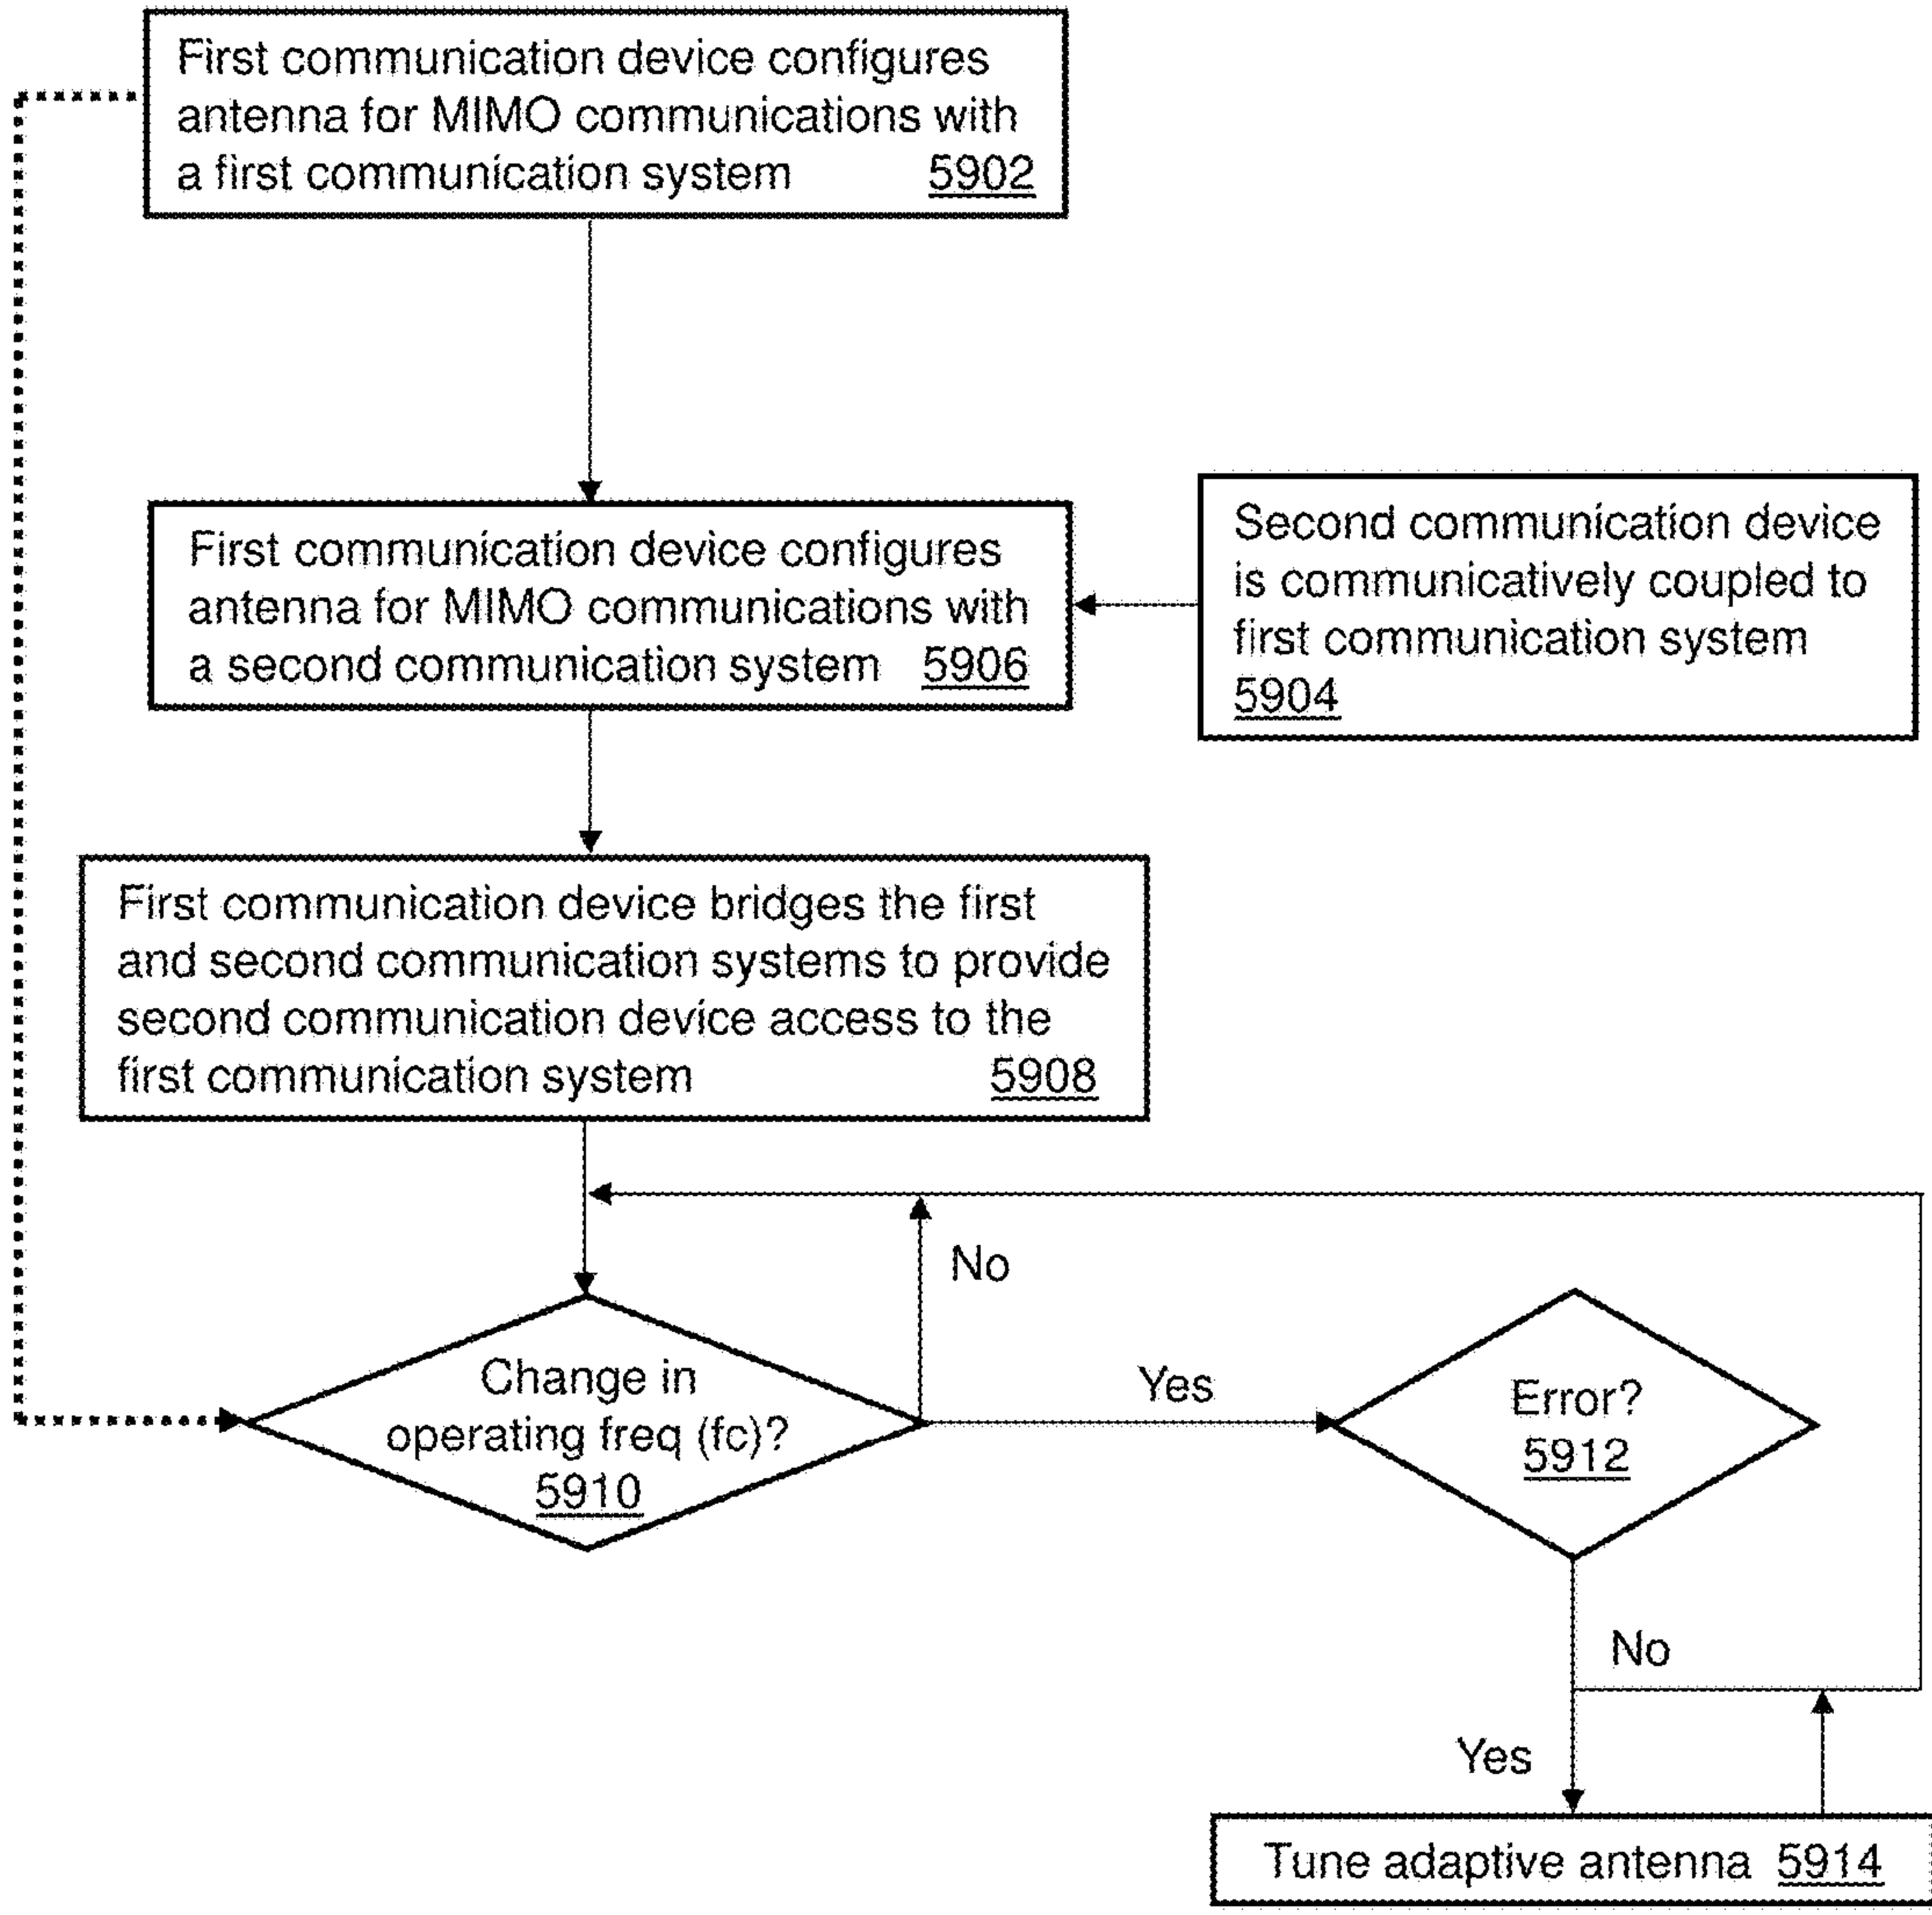 First communication device configures
antenna for MIMO communications with
a first communication system 5902
First communication device configures
antenna for MIMO communications with
a second communication system 5906
Second communication device
is communicatively coupled to
first communication system
5904
First communication device bridges the first
and second communication systems to provide
second communication device access to the
first communication system 5908
No
Change in
operating freq (fc)?
5910
Yes
Error?
5912
No
Yes
Tune adaptive antenna 5914